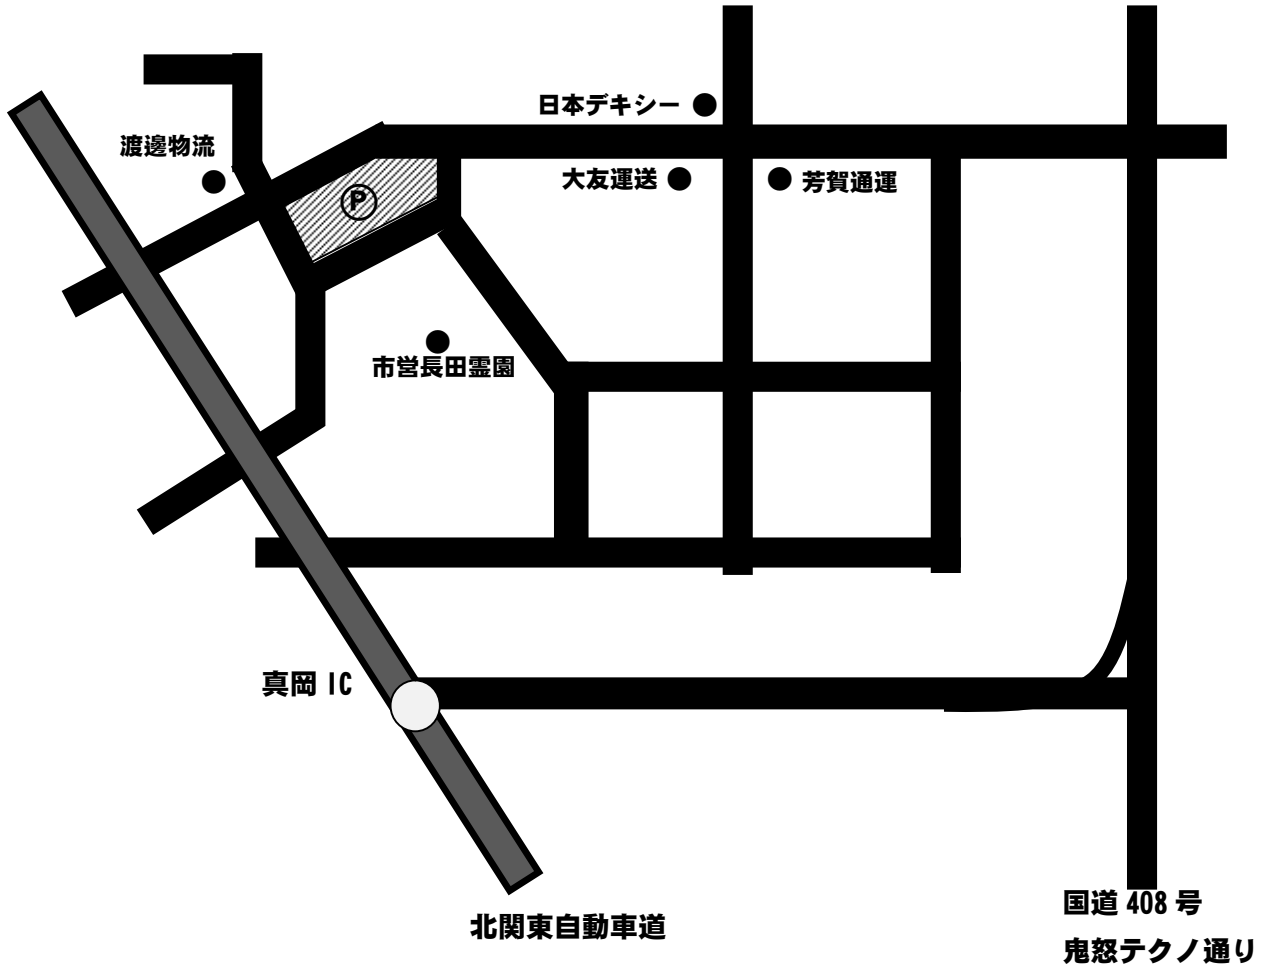 日本デキシー
渡邊物流
大友運送
芳賀通運
P
市営長田霊園
真岡 IC
北関東自動車道
国道 408 号
鬼怒テクノ通り